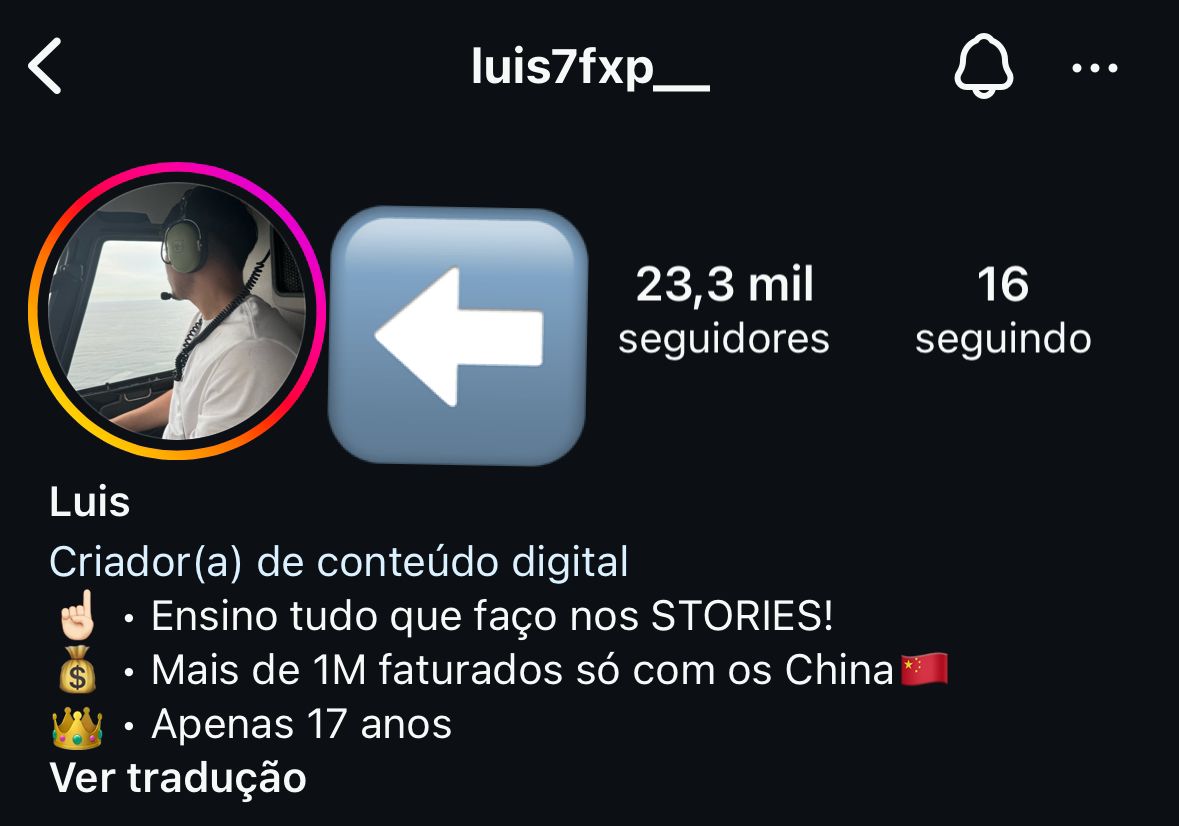 luis7fxp__
23,3 mil
seguidores
16
seguindo
Luis
Criador(a) de conteúdo digital
☝🏻 • Ensino tudo que faço nos STORIES!
💰 • Mais de 1M faturados só com os China🇨🇳
👑 • Apenas 17 anos
Ver tradução